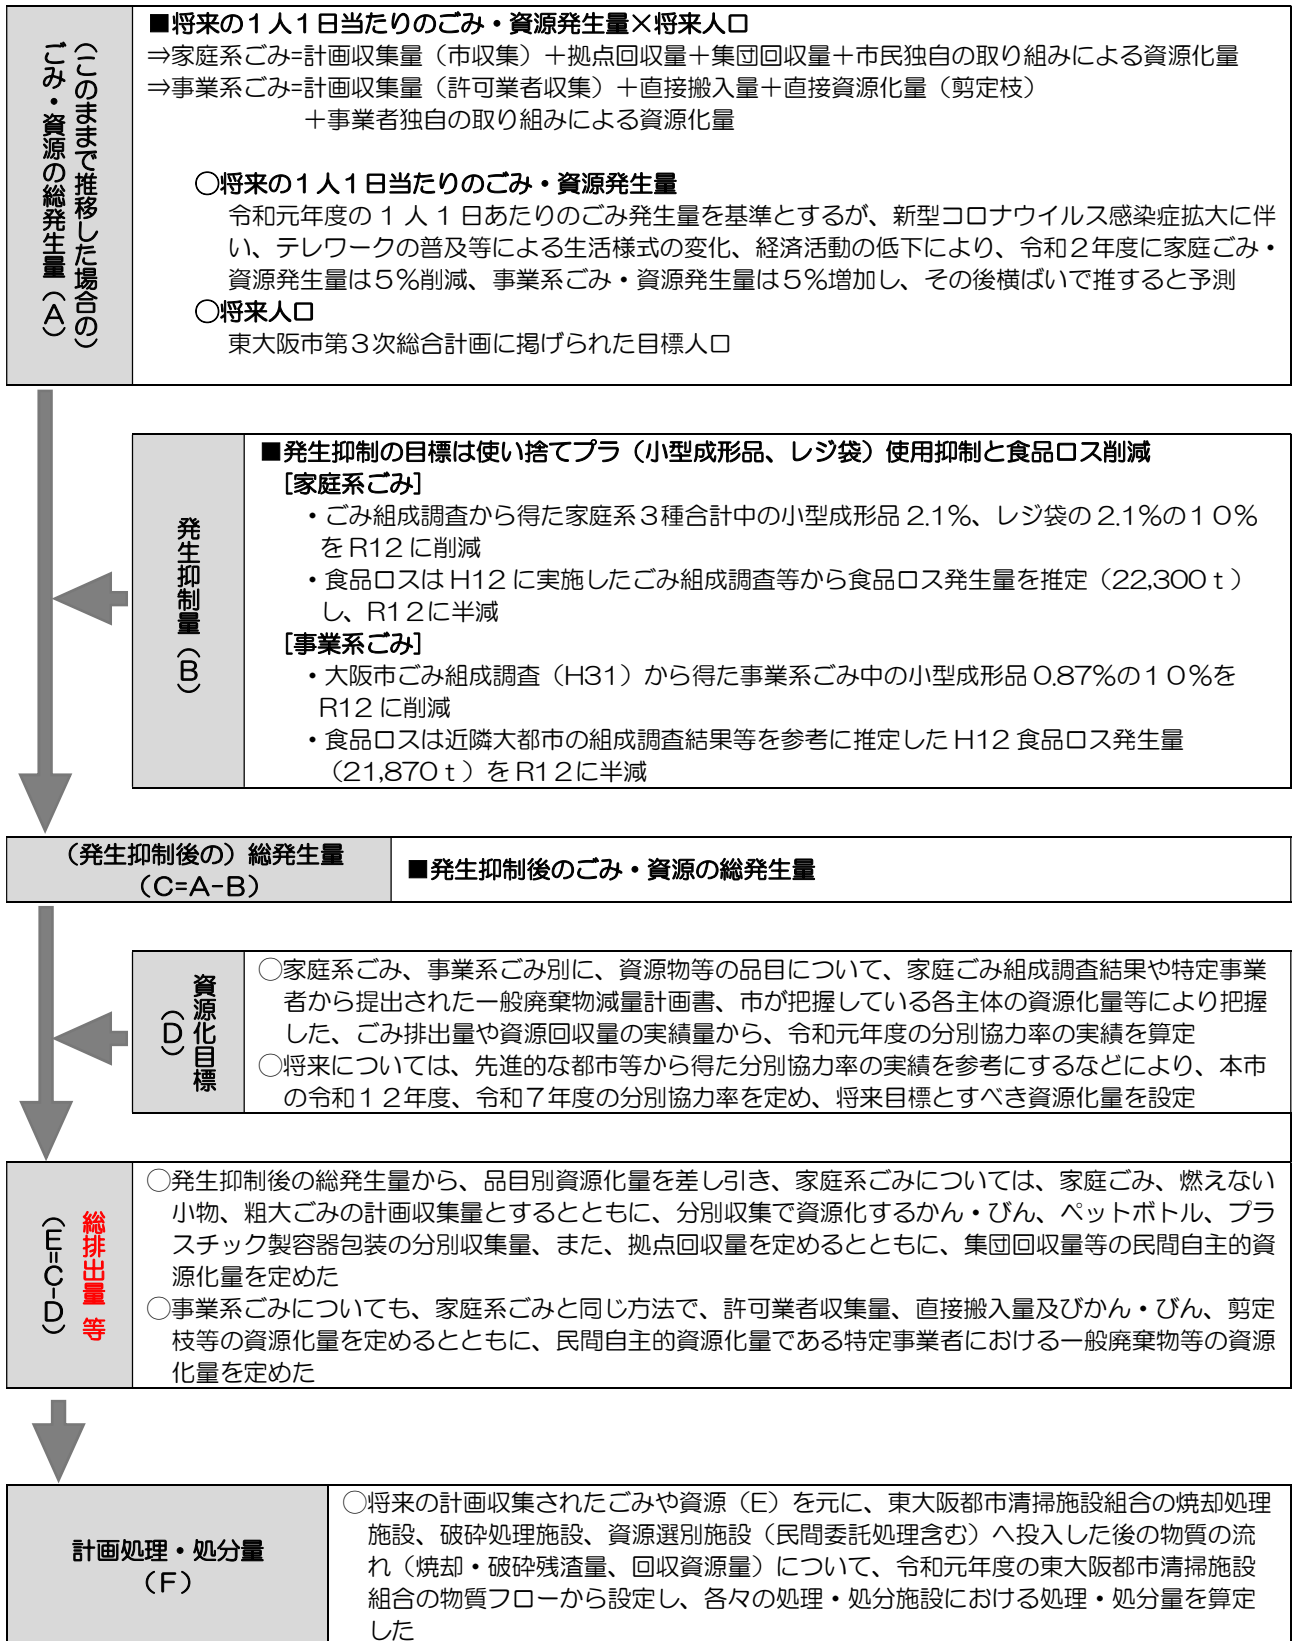 （このままで推移した場合の）
ごみ・資源の総発生量（A）
■将来の１人１日当たりのごみ・資源発生量×将来人口
⇒家庭系ごみ=計画収集量（市収集）＋拠点回収量＋集団回収量＋市民独自の取り組みによる資源化量
⇒事業系ごみ=計画収集量（許可業者収集）＋直接搬入量＋直接資源化量（剪定枝）
＋事業者独自の取り組みによる資源化量
○将来の１人１日当たりのごみ・資源発生量
令和元年度の 1 人 1 日あたりのごみ発生量を基準とするが、新型コロナウイルス感染症拡大に伴
い、テレワークの普及等による生活様式の変化、経済活動の低下により、令和２年度に家庭ごみ・
資源発生量は５%削減、事業系ごみ・資源発生量は５%増加し、その後横ばいで推すると予測
○将来人口
東大阪市第３次総合計画に掲げられた目標人口
発生抑制量（B）
■発生抑制の目標は使い捨てプラ（小型成形品、レジ袋）使用抑制と食品ロス削減
[家庭系ごみ]
・ごみ組成調査から得た家庭系３種合計中の小型成形品 2.1%、レジ袋の 2.1%の１０%
を R12 に削減
・食品ロスは H12 に実施したごみ組成調査等から食品ロス発生量を推定（22,300ｔ）
し、R１２に半減
[事業系ごみ]
・大阪市ごみ組成調査（H31）から得た事業系ごみ中の小型成形品 0.87%の１０%を
R12 に削減
・食品ロスは近隣大都市の組成調査結果等を参考に推定した H12 食品ロス発生量
（21,870ｔ）を R１２に半減
（発生抑制後の）総発生量
（C=A-B）
■発生抑制後のごみ・資源の総発生量
資源化目標
（D）
○家庭系ごみ、事業系ごみ別に、資源物等の品目について、家庭ごみ組成調査結果や特定事業
者から提出された一般廃棄物減量計画書、市が把握している各主体の資源化量等により把握
した、ごみ排出量や資源回収量の実績量から、令和元年度の分別協力率の実績を算定
○将来については、先進的な都市等から得た分別協力率の実績を参考にするなどにより、本市
の令和１２年度、令和７年度の分別協力率を定め、将来目標とすべき資源化量を設定
総排出量 等
（E=C-D）
○発生抑制後の総発生量から、品目別資源化量を差し引き、家庭系ごみについては、家庭ごみ、燃えない
小物、粗大ごみの計画収集量とするとともに、分別収集で資源化するかん・びん、ペットボトル、プラ
スチック製容器包装の分別収集量、また、拠点回収量を定めるとともに、集団回収量等の民間自主的資
源化量を定めた
○事業系ごみについても、家庭系ごみと同じ方法で、許可業者収集量、直接搬入量及びかん・びん、剪定
枝等の資源化量を定めるとともに、民間自主的資源化量である特定事業者における一般廃棄物等の資源
化量を定めた
計画処理・処分量
（F）
○将来の計画収集されたごみや資源（E）を元に、東大阪都市清掃施設組合の焼却処理
施設、破砕処理施設、資源選別施設（民間委託処理含む）へ投入した後の物質の流
れ（焼却・破砕残渣量、回収資源量）について、令和元年度の東大阪都市清掃施設
組合の物質フローから設定し、各々の処理・処分施設における処理・処分量を算定
した